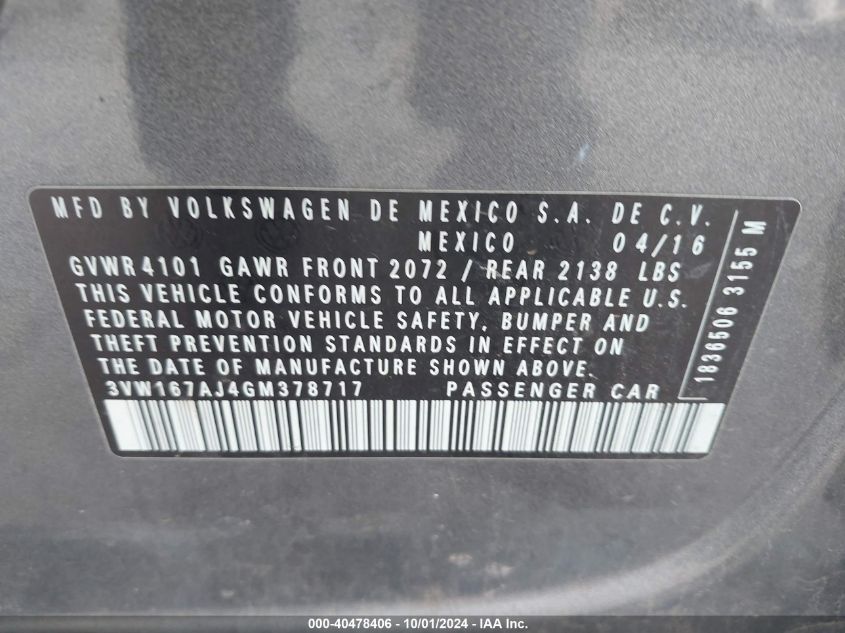 MFD BY VOLKSWAGEN DE MEXICO S.A. DE C.V.
MEXICO 04/16
GVWR 4101 GAWR FRONT 2072 / REAR 2138 LBS
THIS VEHICLE CONFORMS TO ALL APPLICABLE U.S.
FEDERAL MOTOR VEHICLE SAFETY, BUMPER AND
THEFT PREVENTION STANDARDS IN EFFECT ON
THE DATE OF MANUFACTURE SHOWN ABOVE.
3VW167AJ4GM378717 PASSENGER CAR
1836506 3155 M
000-40478406 - 10/01/2024 - IAA Inc.